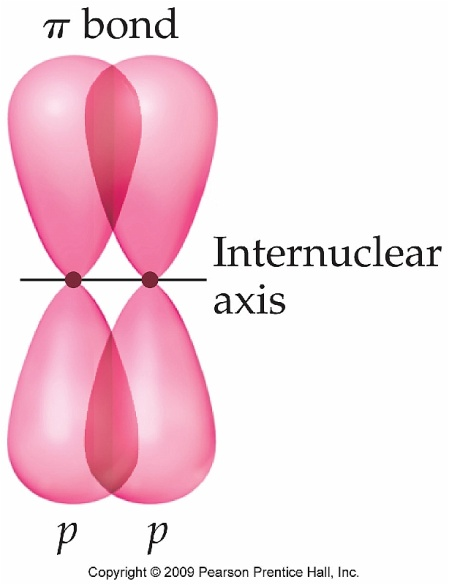 π bond
Internuclear
axis
p p
Copyright © 2009 Pearson Prentice Hall, Inc.